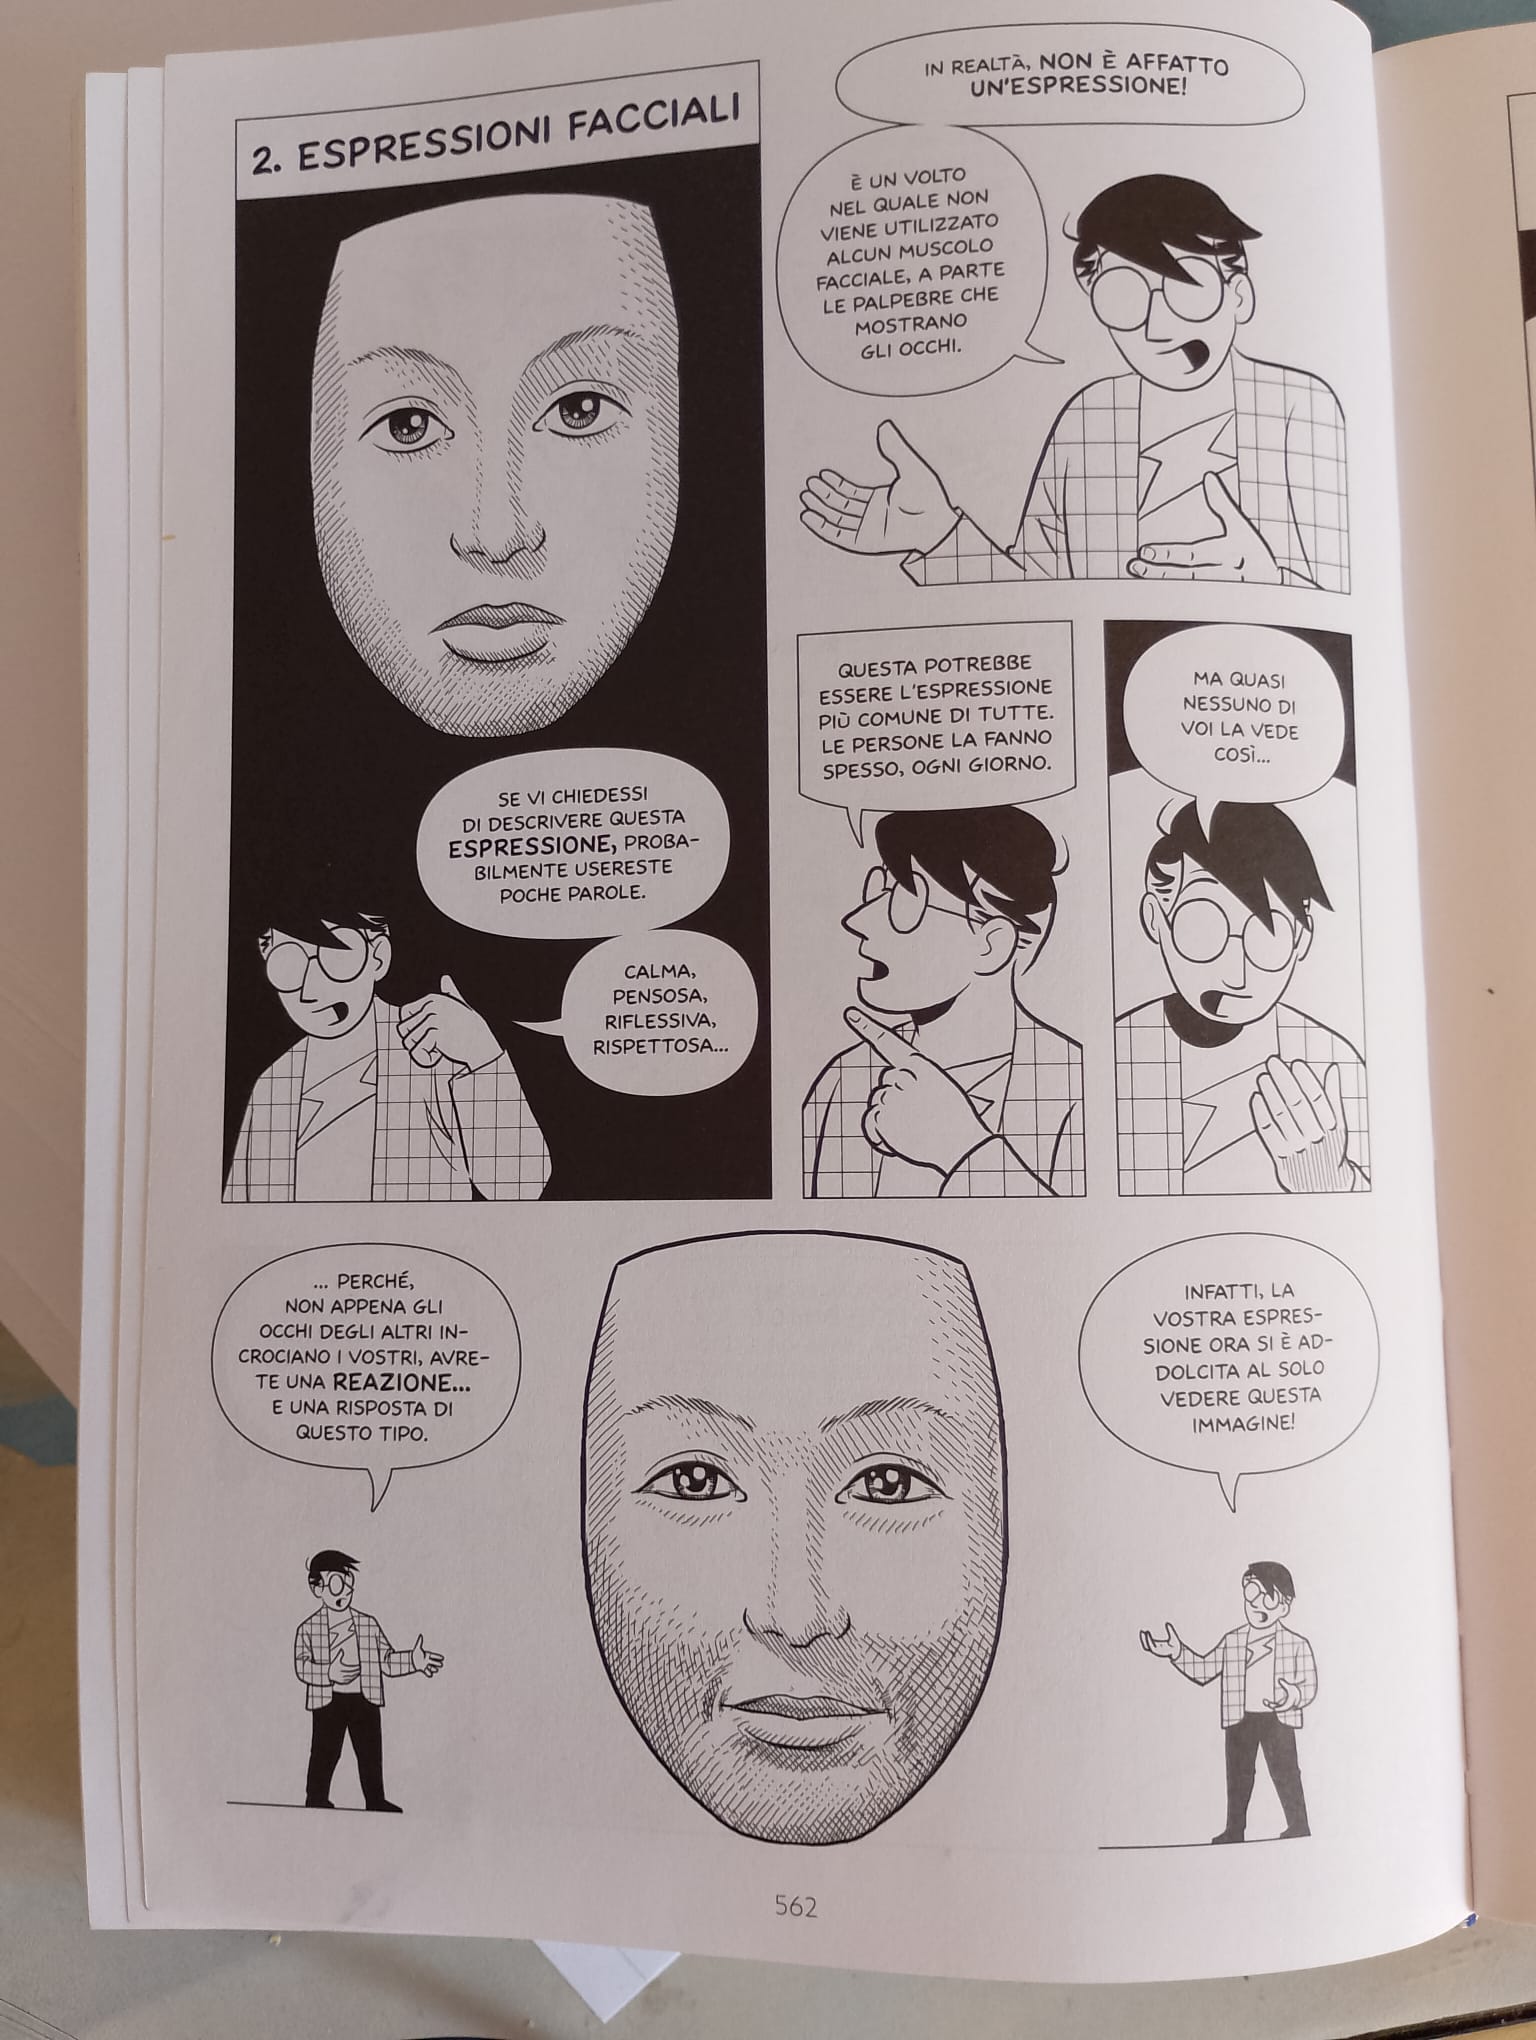 2. ESPRESSIONI FACCIALI
SE VI CHIEDESSI
DI DESCRIVERE QUESTA
ESPRESSIONE, PROBA-
BILMENTE USERESTE
POCHE PAROLE.
CALMA,
PENSOSA,
RIFLESSIVA,
RISPETTOSA...
IN REALTÀ, NON È AFFATTO
UN'ESPRESSIONE!
È UN VOLTO
NEL QUALE NON
VIENE UTILIZZATO
ALCUN MUSCOLO
FACCIALE, A PARTE
LE PALPEBRE CHE
MOSTRANO
GLI OCCHI.
QUESTA POTREBBE
ESSERE L'ESPRESSIONE
PIÙ COMUNE DI TUTTE.
LE PERSONE LA FANNO
SPESSO, OGNI GIORNO.
MA QUASI
NESSUNO DI
VOI LA VEDE
COSÌ...
... PERCHÉ,
NON APPENA GLI
OCCHI DEGLI ALTRI IN-
CROCIANO I VOSTRI, AVRE-
TE UNA REAZIONE...
E UNA RISPOSTA DI
QUESTO TIPO.
INFATTI, LA
VOSTRA ESPRES-
SIONE ORA SI È AD-
DOLCITA AL SOLO
VEDERE QUESTA
IMMAGINE!
562